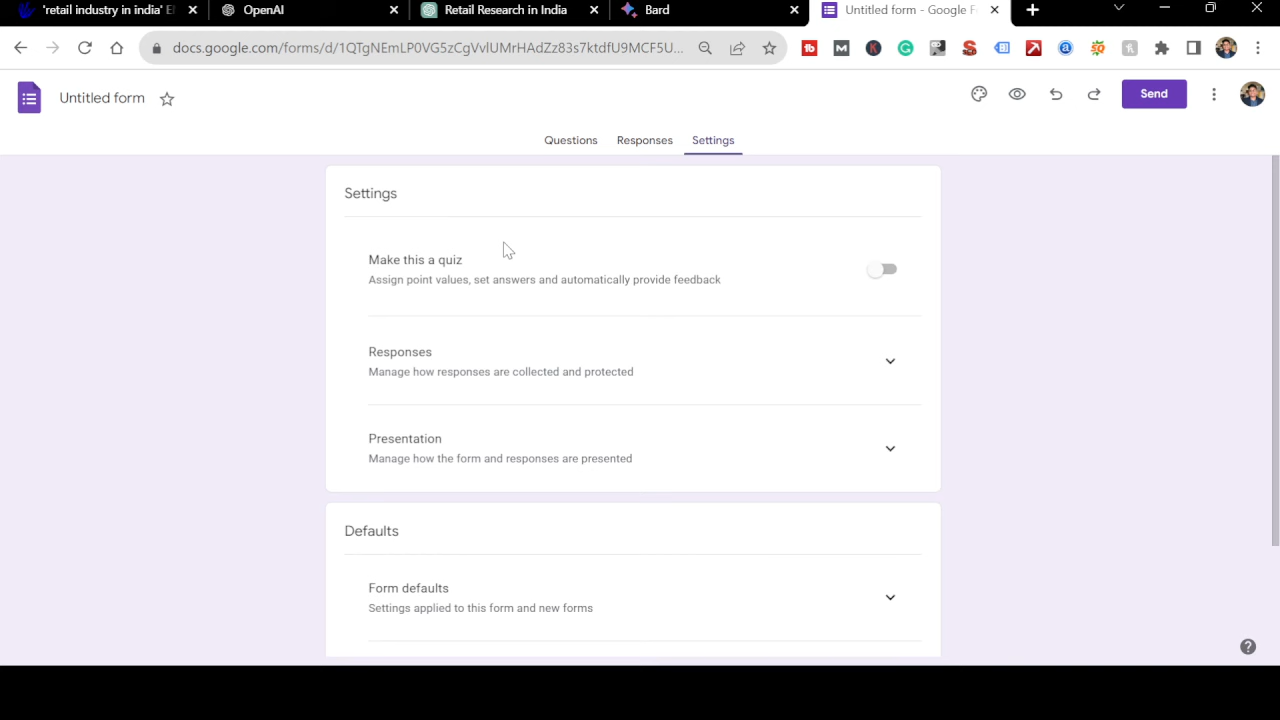 'retail industry in india' El
OpenAI
Retail Research in India
Bard
Untitled form - Google F
docs.google.com/forms/d/1QTgNEmLP0VG5zCgVvlUMrHAdZz83s7ktdfU9MCF5U...
Untitled form
Send
Questions
Responses
Settings
Settings
Make this a quiz
Assign point values, set answers and automatically provide feedback
Responses
Manage how responses are collected and protected
Presentation
Manage how the form and responses are presented
Defaults
Form defaults
Settings applied to this form and new forms